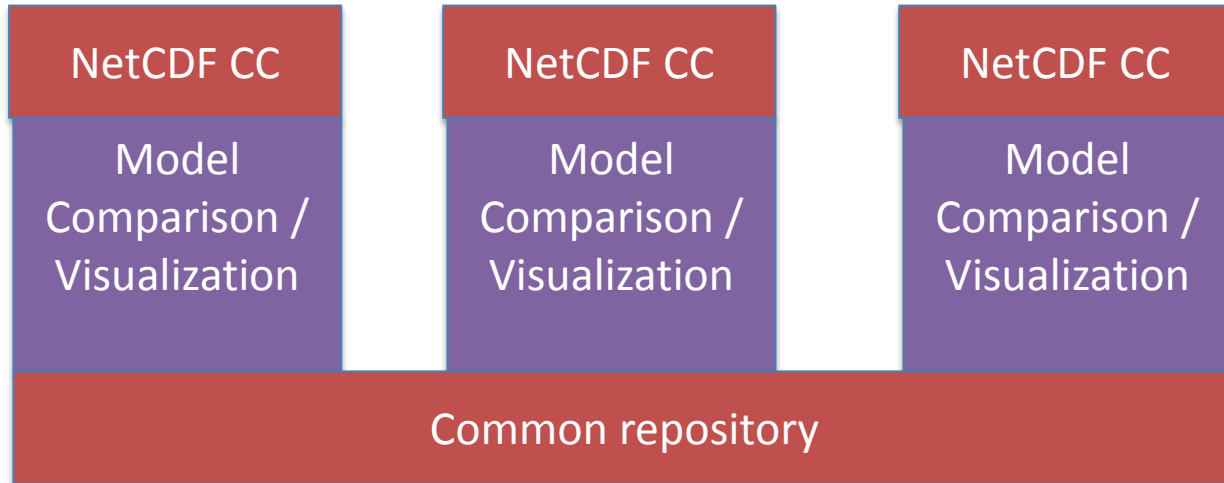 NetCDF CC
NetCDF CC
NetCDF CC
Model
Comparison /
Visualization
Model
Comparison /
Visualization
Model
Comparison /
Visualization
Common repository